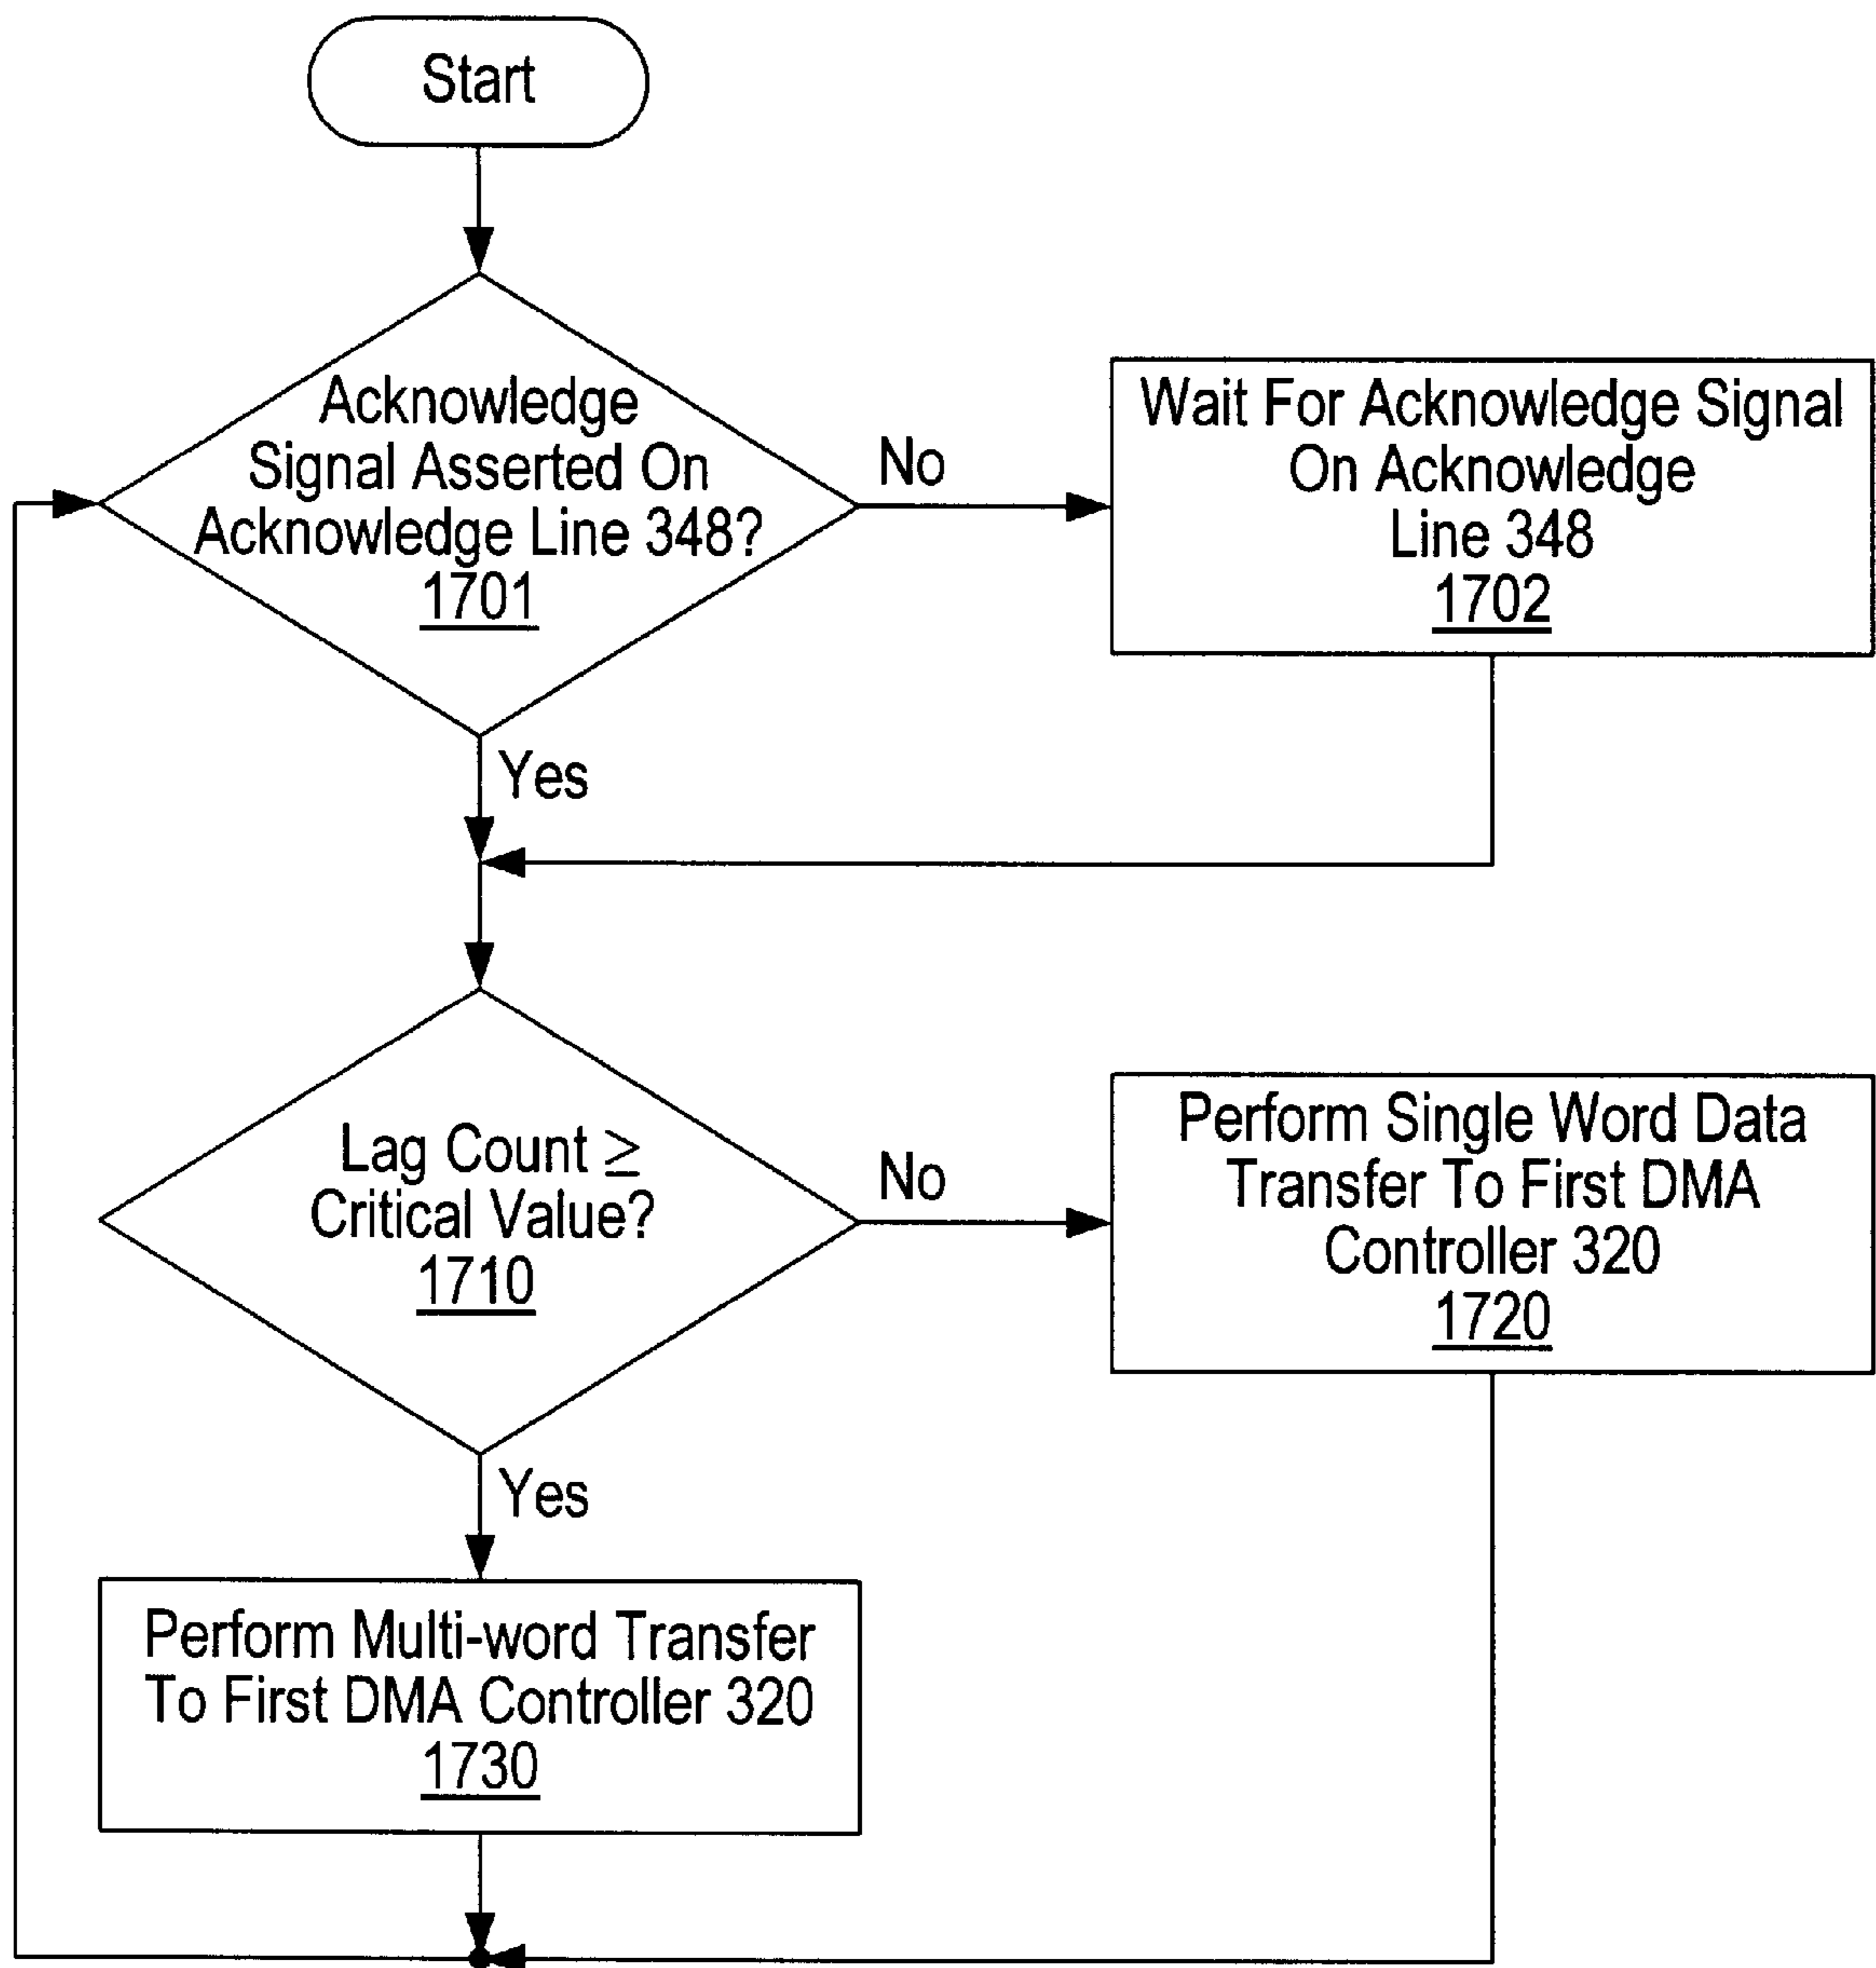 Start
Acknowledge
Signal Asserted On
Acknowledge Line 348?
1701
No
Wait For Acknowledge Signal
On Acknowledge
Line 348
1702
Yes
Lag Count ≥
Critical Value?
1710
No
Perform Single Word Data
Transfer To First DMA
Controller 320
1720
Yes
Perform Multi-word Transfer
To First DMA Controller 320
1730